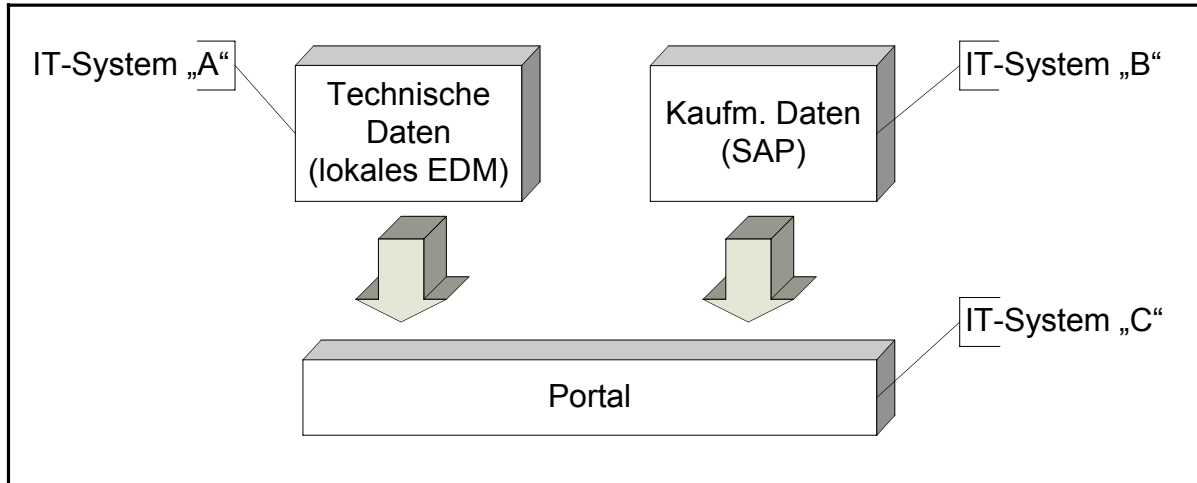 IT-System „A“
Technische
Daten
(lokales EDM)
Kaufm. Daten
(SAP)
IT-System „B“
IT-System „C“
Portal